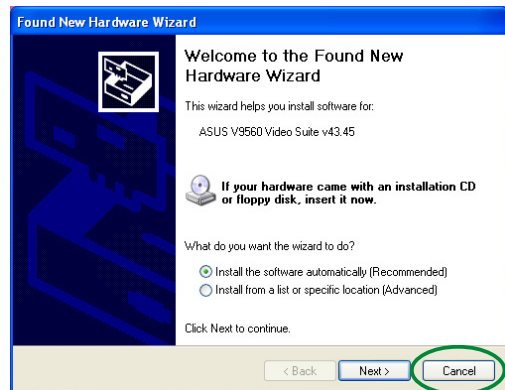 Found New Hardware Wizard
Welcome to the Found New
Hardware Wizard
This wizard helps you install software for:
ASUS V9560 Video Suite v43.45
If your hardware came with an installation CD
or floppy disk, insert it now.
What do you want the wizard to do?
Install the software automatically (Recommended)
Install from a list or specific location (Advanced)
Click Next to continue.
< Back Next > Cancel